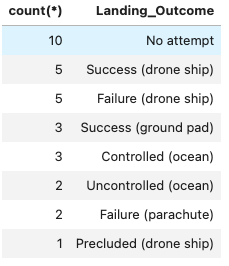 count(*) Landing_Outcome
10 No attempt
5 Success (drone ship)
5 Failure (drone ship)
3 Success (ground pad)
3 Controlled (ocean)
2 Uncontrolled (ocean)
2 Failure (parachute)
1 Precluded (drone ship)